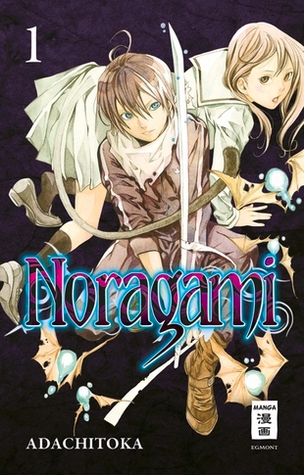 1
Noragami
MANGA
漫
画
EGMONT
ADACHITOKA